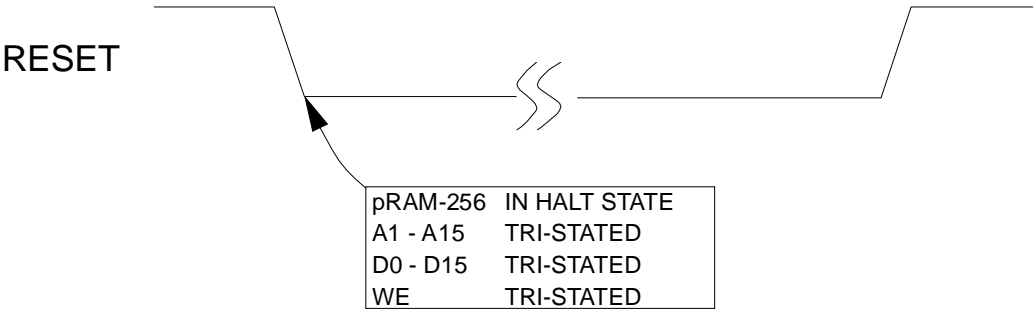 RESET
pRAM-256 IN HALT STATE
A1 - A15 TRI-STATED
D0 - D15 TRI-STATED
WE TRI-STATED